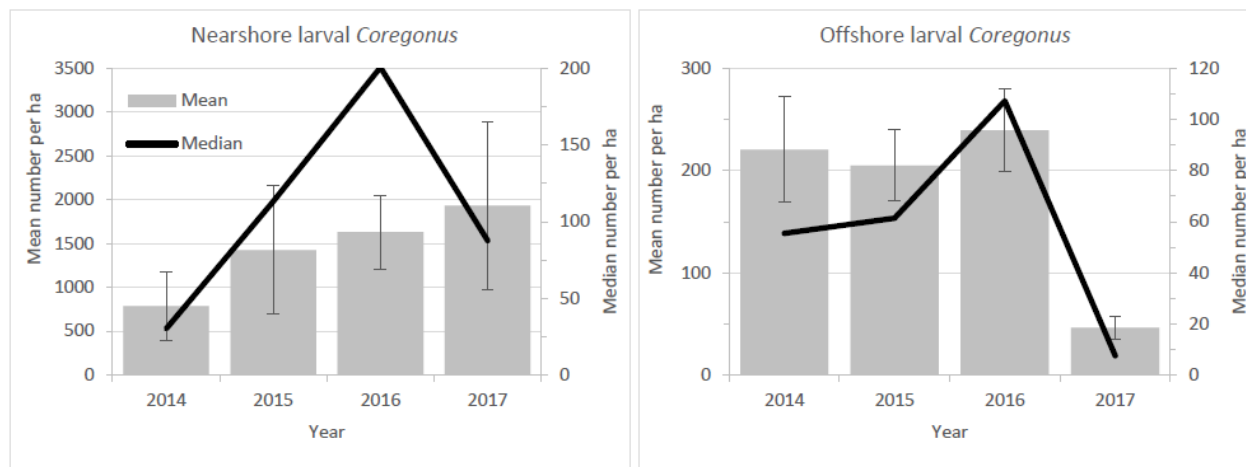 Nearshore larval Coregonus
Mean number per ha
3500
3000
2500
2000
1500
1000
500
0
Mean
Median
200
150
100
50
0
Median number per ha
2014 2015 2016 2017
Year
Offshore larval Coregonus
Mean number per ha
300
200
100
0
120
100
80
60
40
20
0
Median number per ha
2014 2015 2016 2017
Year